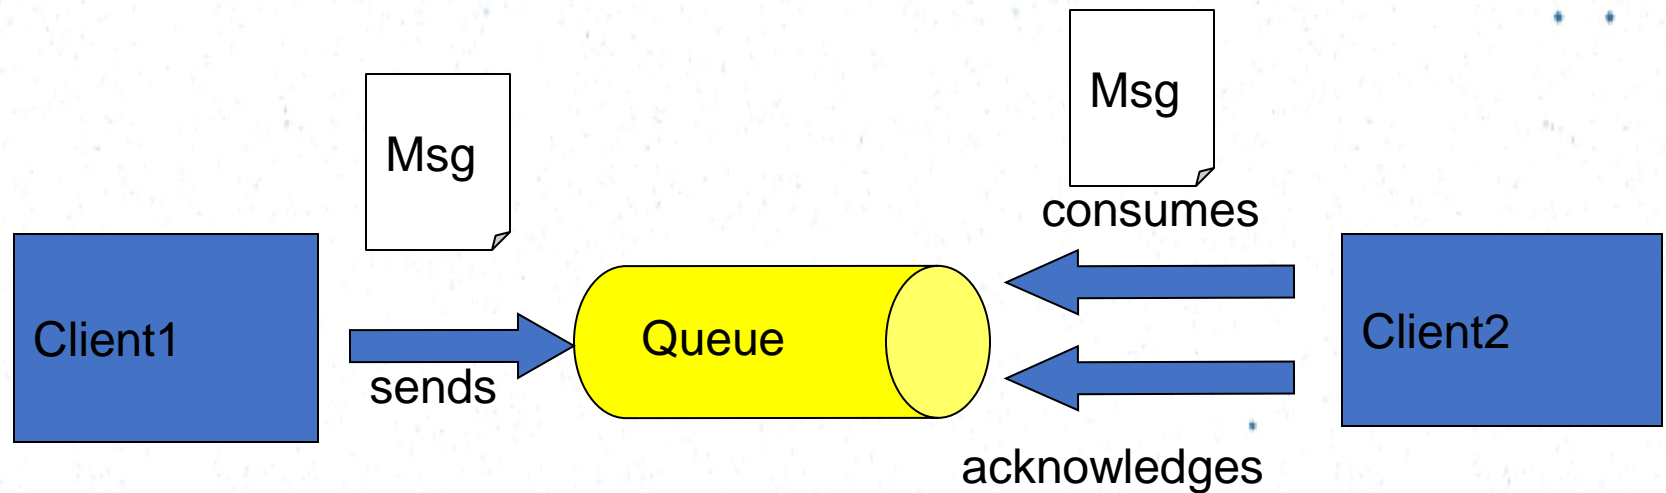 Msg
Msg
consumes
Client1
Queue
Client2
sends
acknowledges